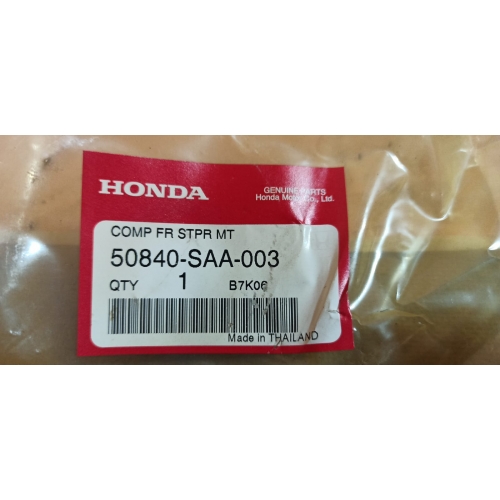 HONDA
GENUINE PARTS
Honda Motor Co., Ltd.
COMP FR STPR MT
50840-SAA-003
QTY 1 B7K06
Made in THAILAND